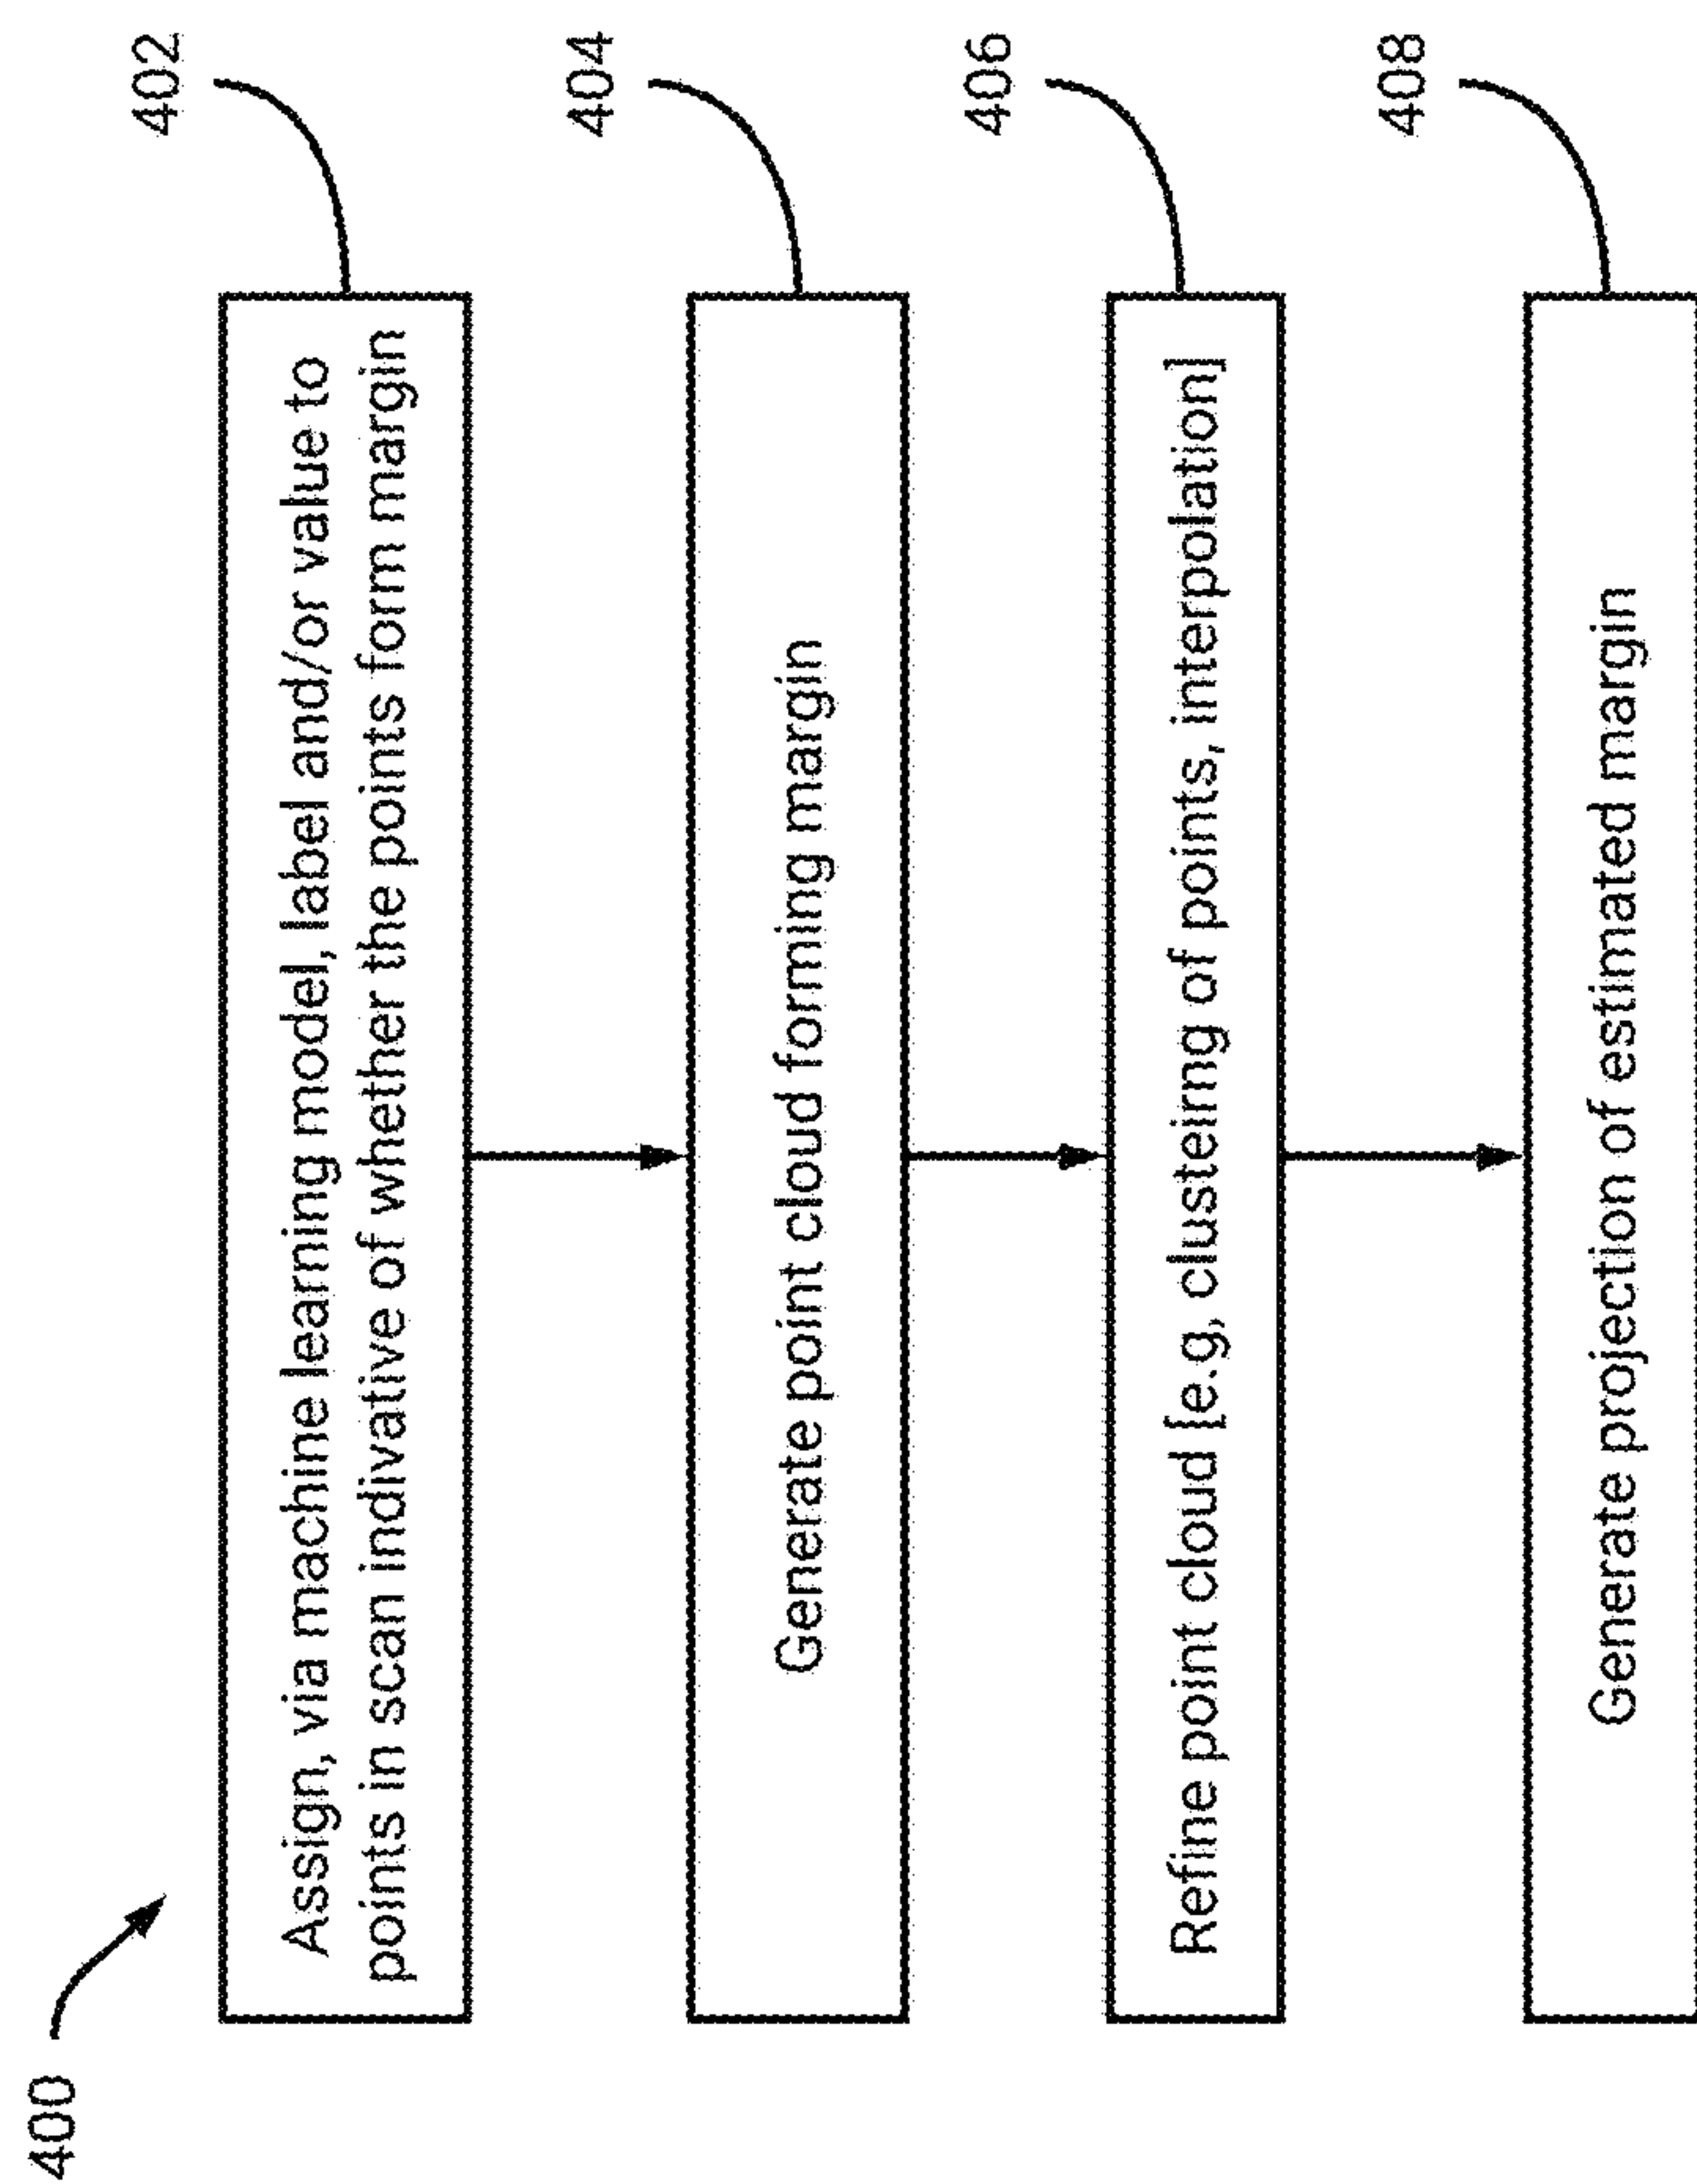 400
402
Assign, via machine learning model, label and/or value to
points in scan indivative of whether the points form margin
404
Generate point cloud forming margin
406
Refine point cloud [e.g, clusteirng of points, interpolation]
408
Generate projection of estimated margin